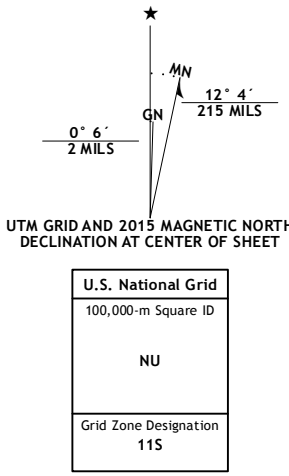 ★
MN
GN
12° 4´
215 MILS
0° 6´
2 MILS
UTM GRID AND 2015 MAGNETIC NORTH
DECLINATION AT CENTER OF SHEET
U.S. National Grid
100,000-m Square ID
NU
Grid Zone Designation
11S